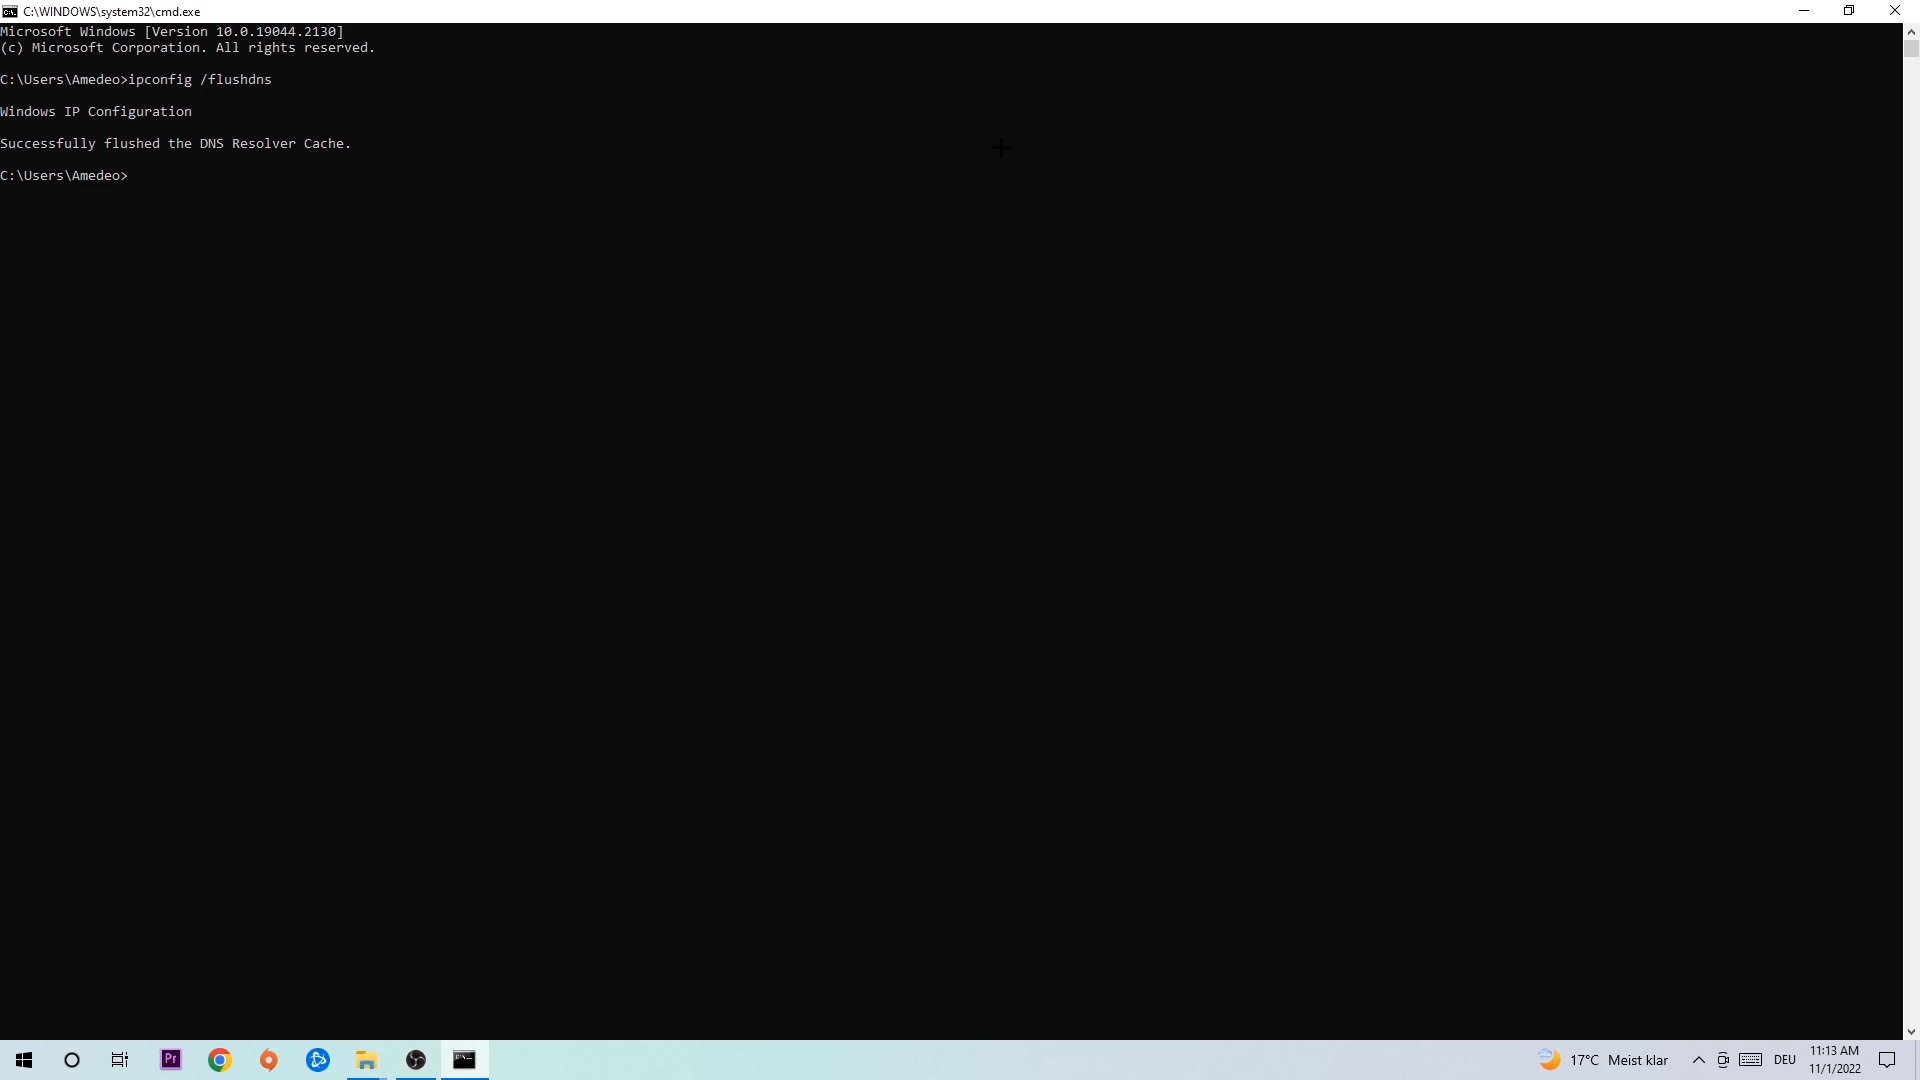 C:\WINDOWS\system32\cmd.exe
Microsoft Windows [Version 10.0.19044.2130]
(c) Microsoft Corporation. All rights reserved.
C:\Users\Amedeo>ipconfig /flushdns
Windows IP Configuration
Successfully flushed the DNS Resolver Cache.
C:\Users\Amedeo>
Pr
17°C Meist klar
DEU
11:13 AM
11/1/2022